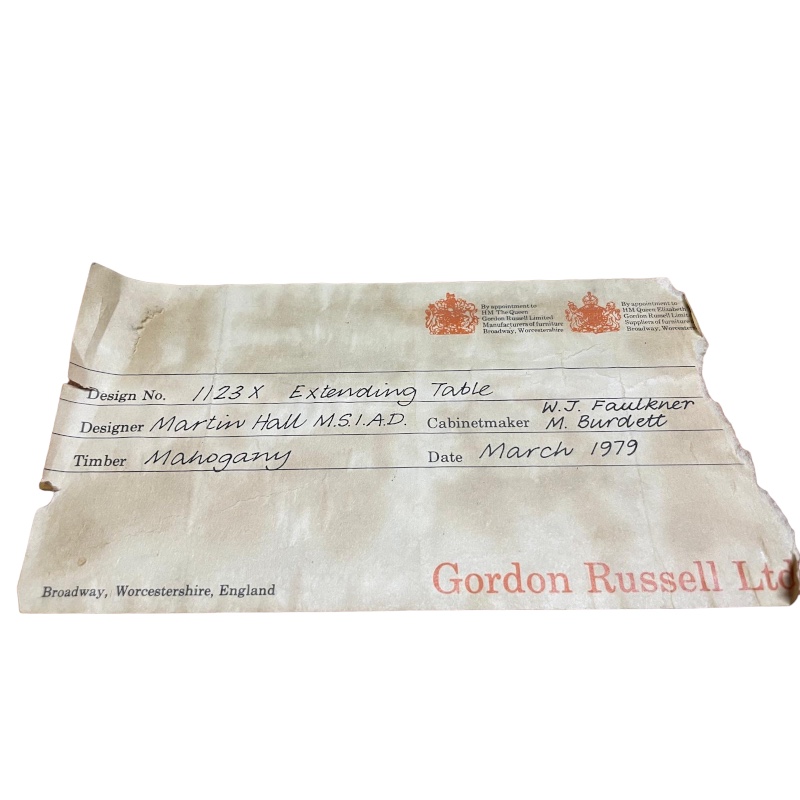 By appointment to
HM The Queen
Gordon Russell Limited
Manufacturers of furniture
Broadway, Worcestershire
By appointment to
HM Queen Elizabeth
Gordon Russell Limit
Suppliers of furniture
Broadway, Worcester
Design No. 1123X Extending Table
Designer Martin Hall M.S.I.A.D. Cabinetmaker W.J. Faulkner
M. Burdett
Timber Mahogany Date March 1979
Broadway, Worcestershire, England
Gordon Russell Ltd